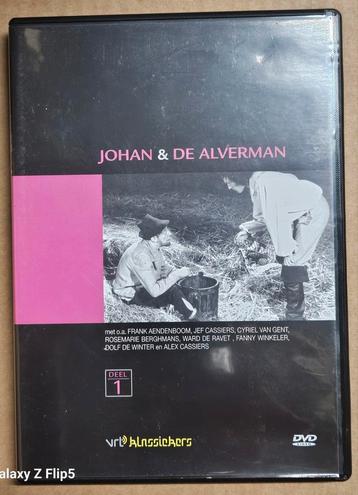 JOHAN & DE ALVERMAN
met o.a. FRANK AENDENBOOM, JEF CASSIERS, CYRIEL VAN GENT,
ROSEMARIE BERGHMANS, WARD DE RAVET , FANNY WINKELER,
DOLF DE WINTER en ALEX CASSIERS
DEEL
1
vrt klassiekers
DVD
VIDEO
alaxy Z Flip5